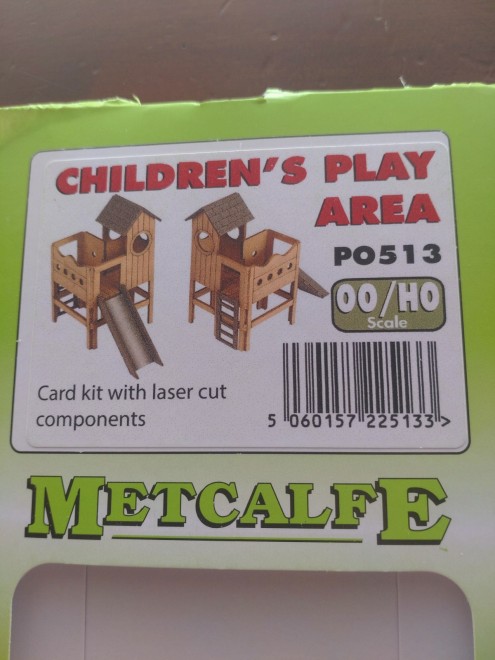 CHILDREN'S PLAY
AREA
PO513
OO/HO
Scale
Card kit with laser cut
components
5 060157 225133 >
METCALFE